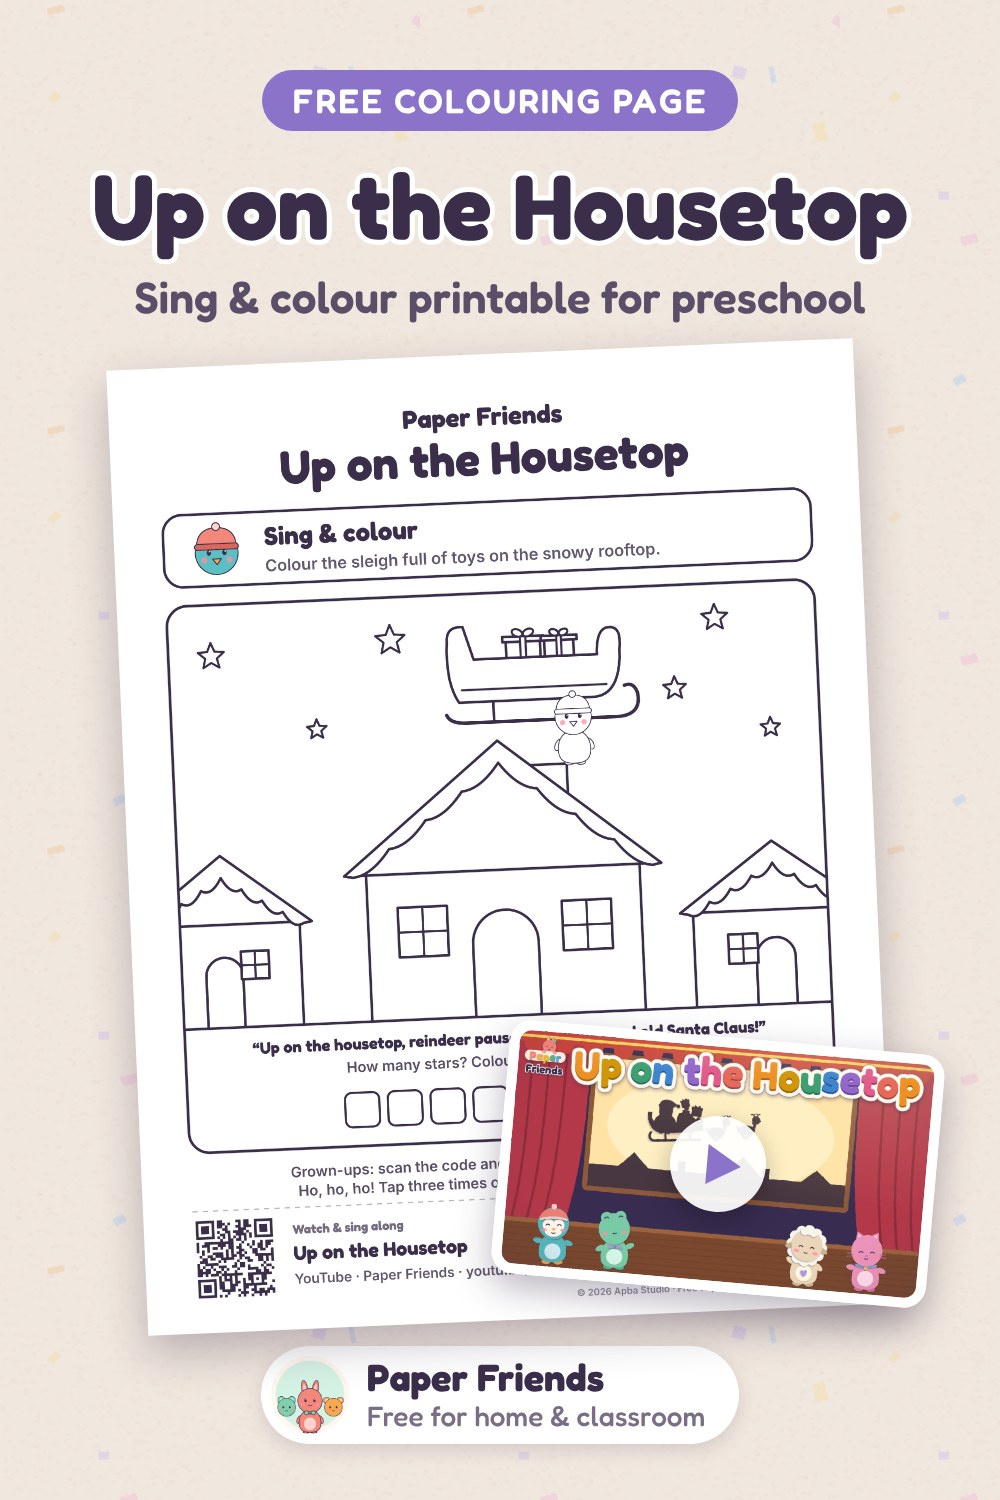 FREE COLOURING PAGE
Up on the Housetop
Sing & colour printable for preschool
Paper Friends
Up on the Housetop
Sing & colour
Colour the sleigh full of toys on the snowy rooftop.
“Up on the housetop, reindeer
Santa Claus!”
How many stars?
Grown-ups: scan the code
Ho, ho, ho! Tap three times
Watch & sing along
Up on the Housetop
YouTube · Paper Friends ·
© 2026 Apba Studio ·
Paper Friends
Up on the Housetop
Paper Friends
Free for home & classroom